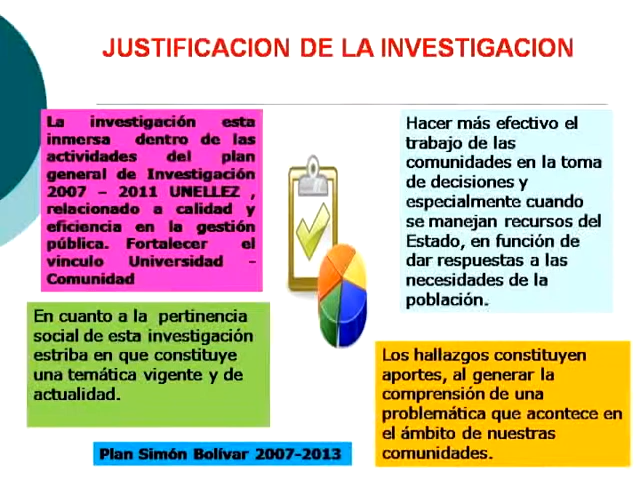 JUSTIFICACION DE LA INVESTIGACION
La investigación esta
inmersa dentro de las
actividades del plan
general de Investigación
2007 – 2011 UNELLEZ ,
relacionado a calidad y
eficiencia en la gestión
pública. Fortalecer el
vinculo Universidad –
Comunidad
Hacer más efectivo el
trabajo de las
comunidades en la toma
de decisiones y
especialmente cuando
se manejan recursos del
Estado, en función de
dar respuestas a las
necesidades de la
población.
En cuanto a la pertinencia
social de esta investigación
estriba en que constituye
una temática vigente y de
actualidad.
Los hallazgos constituyen
aportes, al generar la
comprensión de una
problemática que acontece en
el ámbito de nuestras
comunidades.
Plan Simón Bolívar 2007-2013